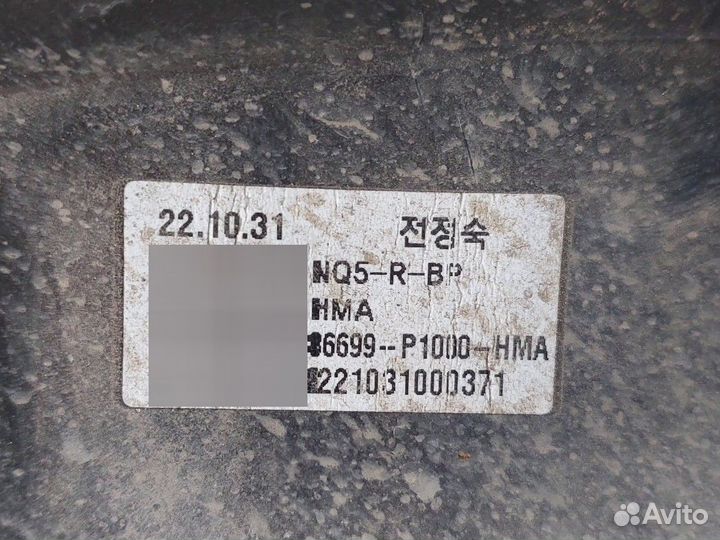 22.10.31 전정숙
NQ5-R-BP
HMA
86699--P1000-HMA
221031000371
Avito